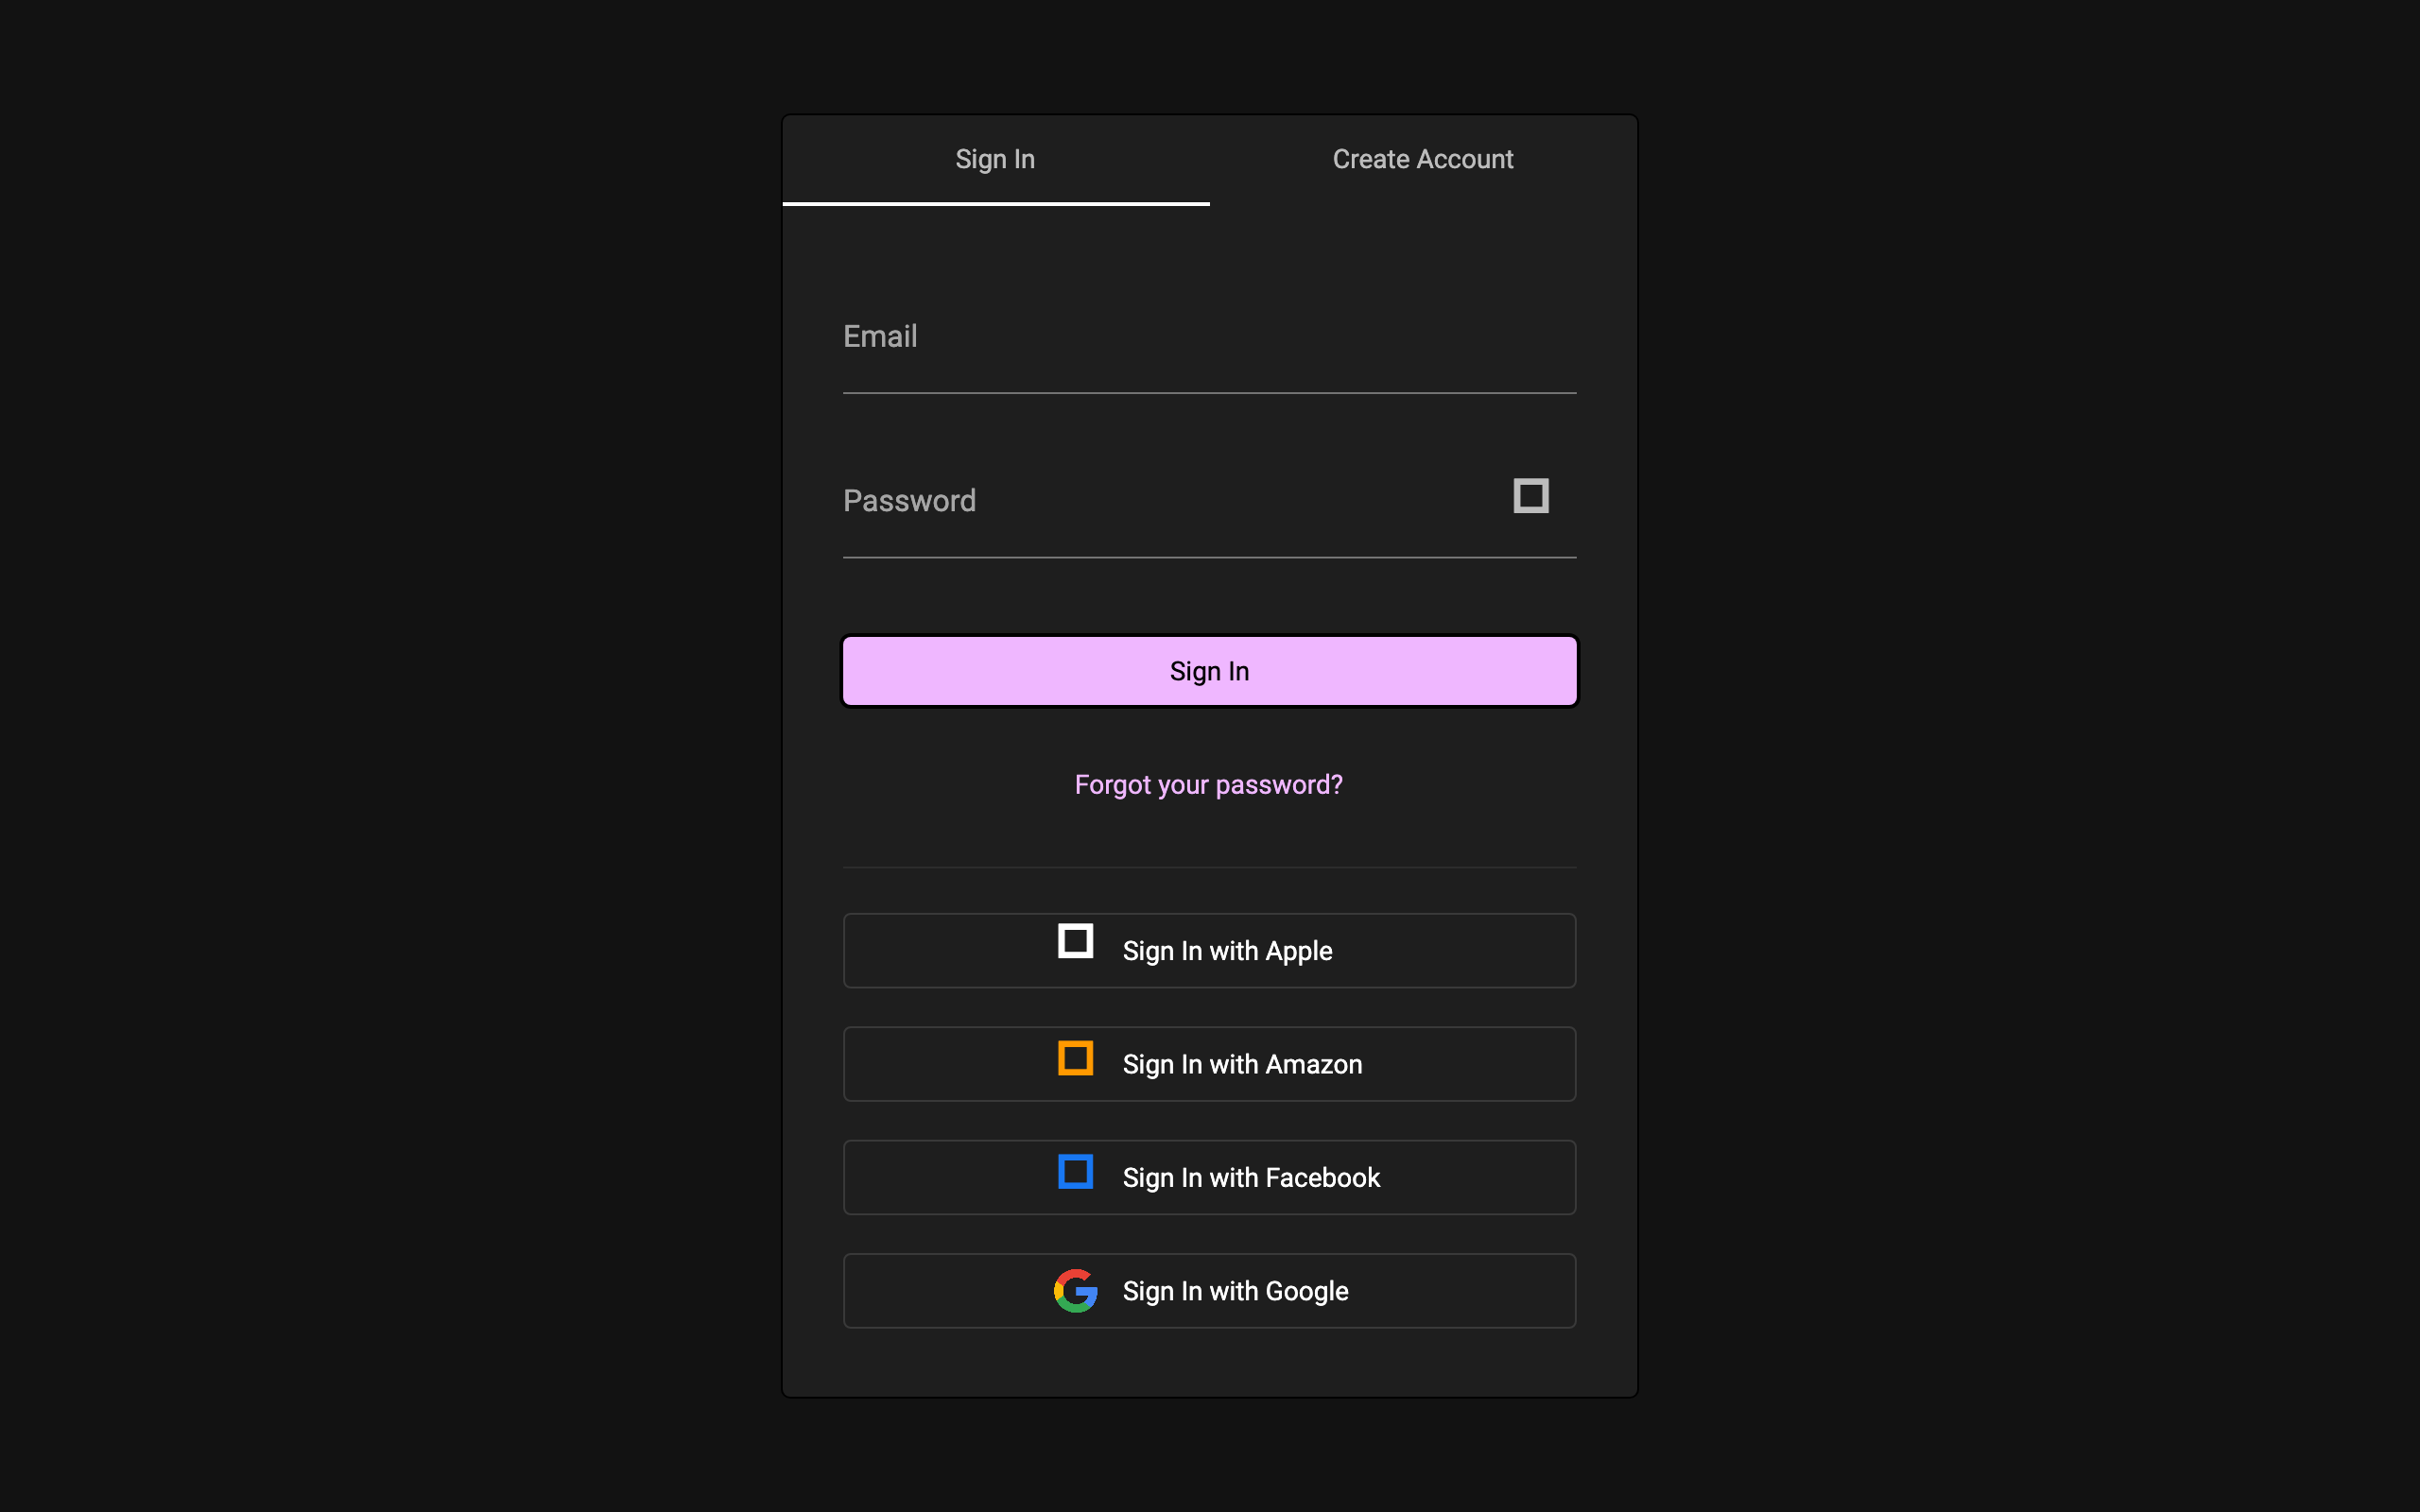 Sign In
Create Account
Email
Password
Sign In
Forgot your password?
Sign In with Apple
Sign In with Amazon
Sign In with Facebook
Sign In with Google